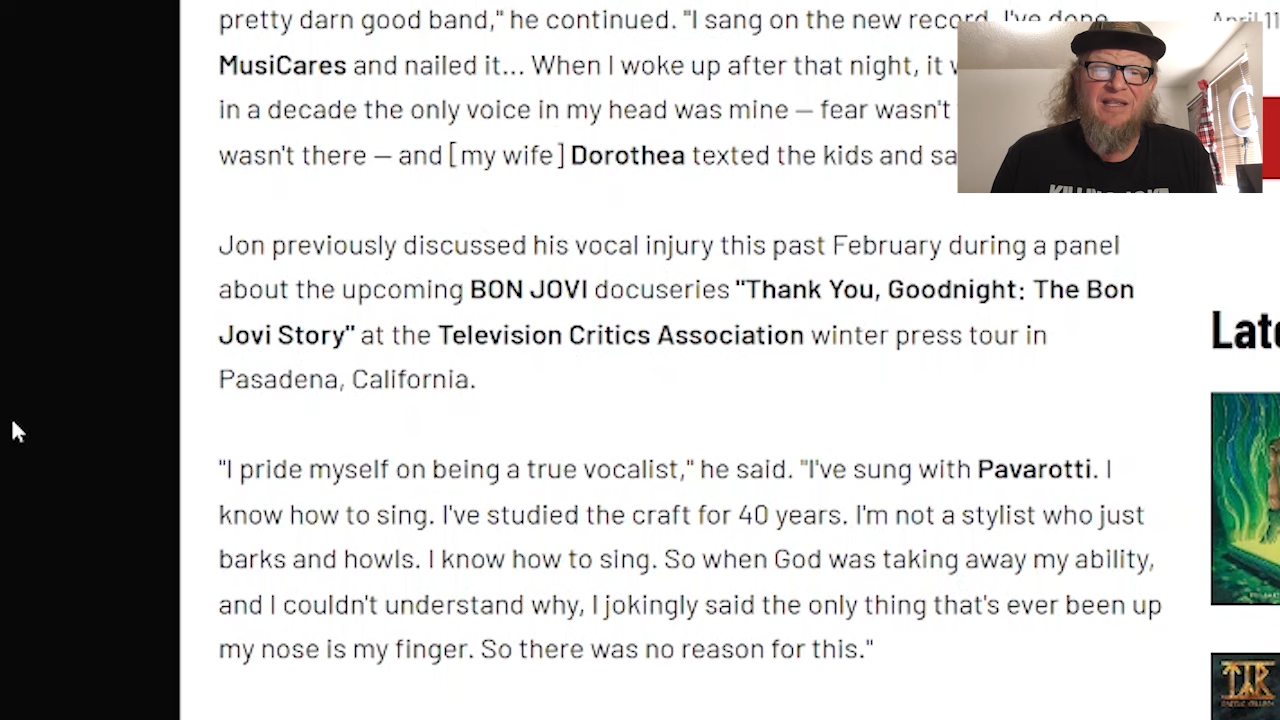 pretty darn good band," he continued. "I sang on the new record. I've done
MusiCares and nailed it... When I woke up after that night, it
in a decade the only voice in my head was mine — fear wasn't
wasn't there — and [my wife] Dorothea texted the kids and
Jon previously discussed his vocal injury this past February during a panel
about the upcoming BON JOVI docuseries "Thank You, Goodnight: The Bon
Jovi Story" at the Television Critics Association winter press tour in
Pasadena, California.
"I pride myself on being a true vocalist," he said. "I've sung with Pavarotti. I
know how to sing. I've studied the craft for 40 years. I'm not a stylist who just
barks and howls. I know how to sing. So when God was taking away my ability,
and I couldn't understand why, I jokingly said the only thing that's ever been up
my nose is my finger. So there was no reason for this."
April 11
KILLING JOKE
Late